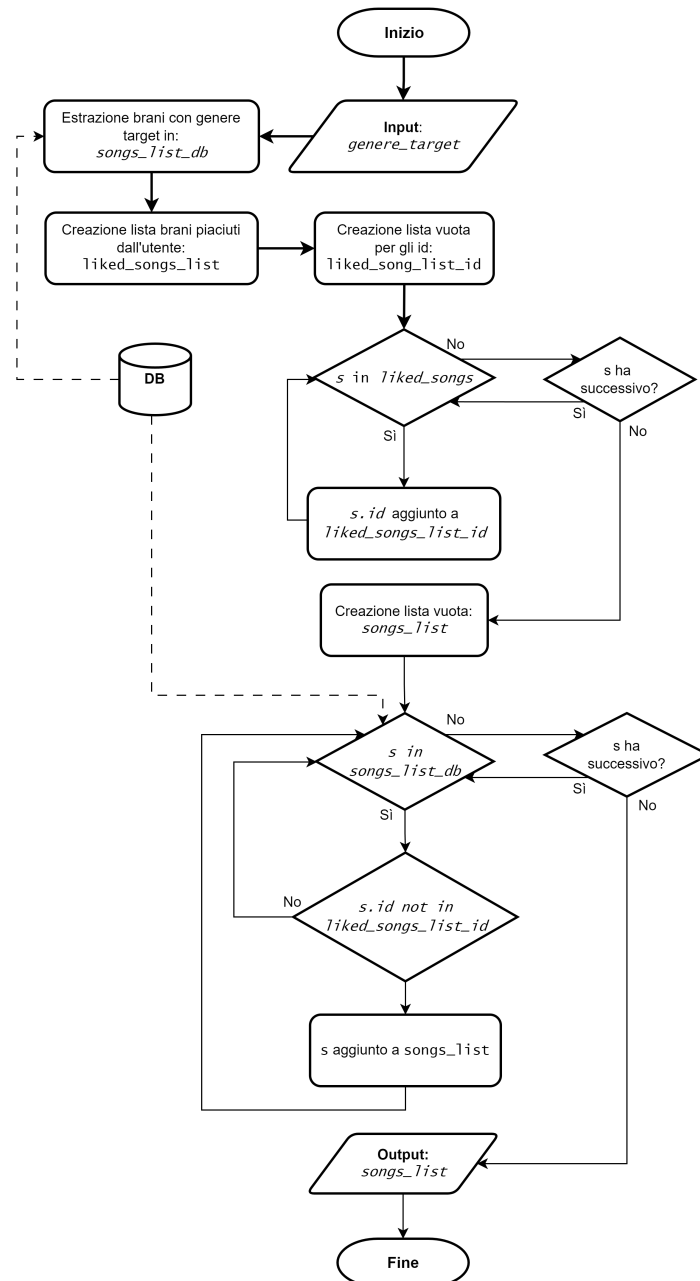 Inizio
Input:
genere_target
Estrazione brani con genere
target in:
songs_list_db
Creazione lista brani piaciuti
dall'utente:
liked_songs_list
Creazione lista vuota
per gli id:
liked_song_list_id
DB
s in liked_songs
No
s ha
successivo?
Sì
No
Sì
s.id aggiunto a
liked_songs_list_id
Creazione lista vuota:
songs_list
s in
songs_list_db
No
s ha
successivo?
Sì
No
Sì
s.id not in
liked_songs_list_id
No
s aggiunto a songs_list
Output:
songs_list
Fine